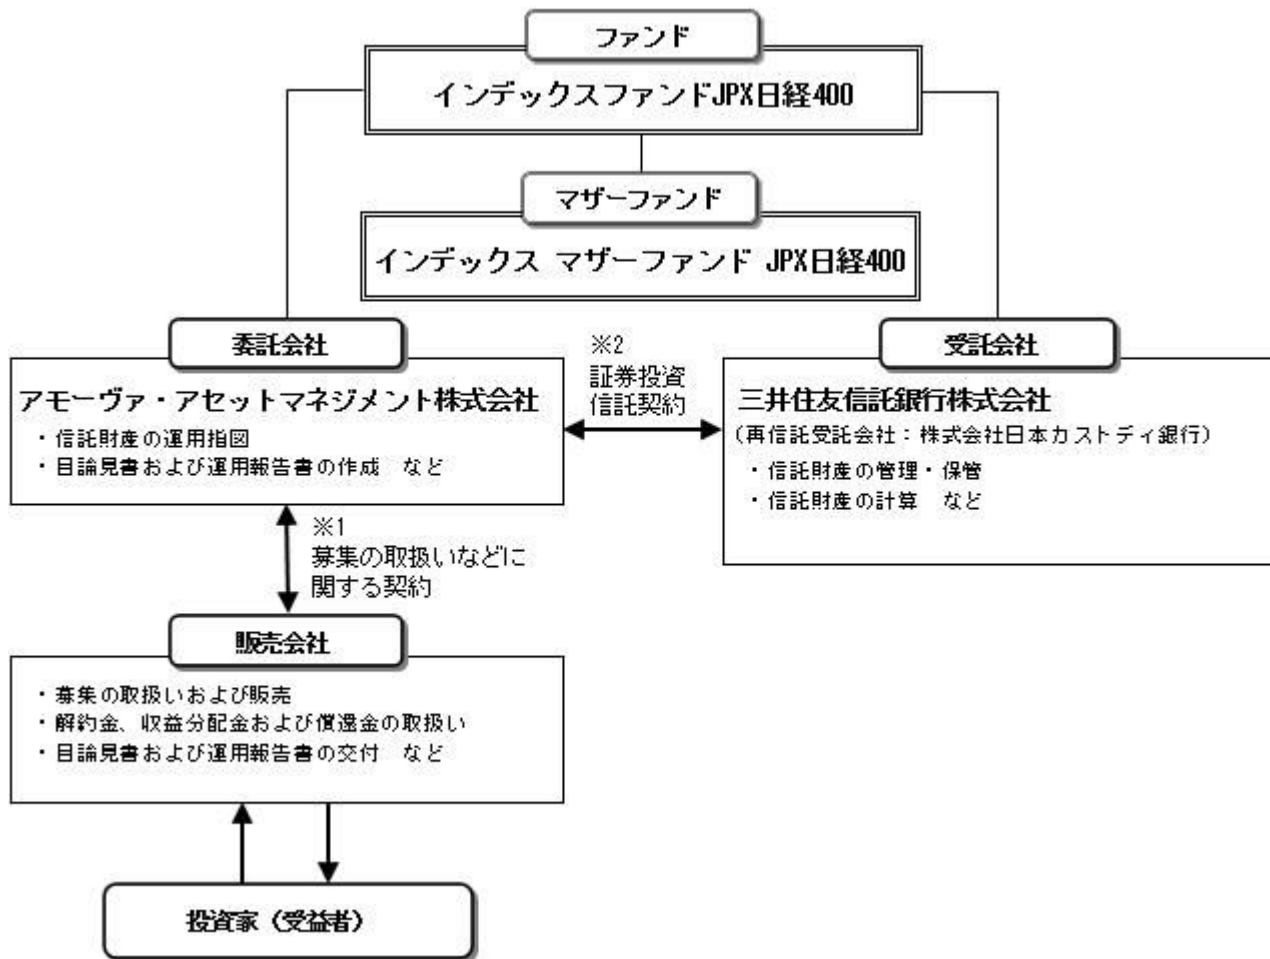 ファンド
インデックスファンドJPX日経400
マザーファンド
インデックス マザーファンド JPX日経400
委託会社
アモーヴァ・アセットマネジメント株式会社
・信託財産の運用指図
・目論見書および運用報告書の作成 など
※2
証券投資
信託契約
受託会社
三井住友信託銀行株式会社
(再信託受託会社:株式会社日本カストディ銀行)
・信託財産の管理・保管
・信託財産の計算 など
※1
募集の取扱いなどに
関する契約
販売会社
・募集の取扱いおよび販売
・解約金、収益分配金および償還金の取扱い
・目論見書および運用報告書の交付 など
投資家(受益者)